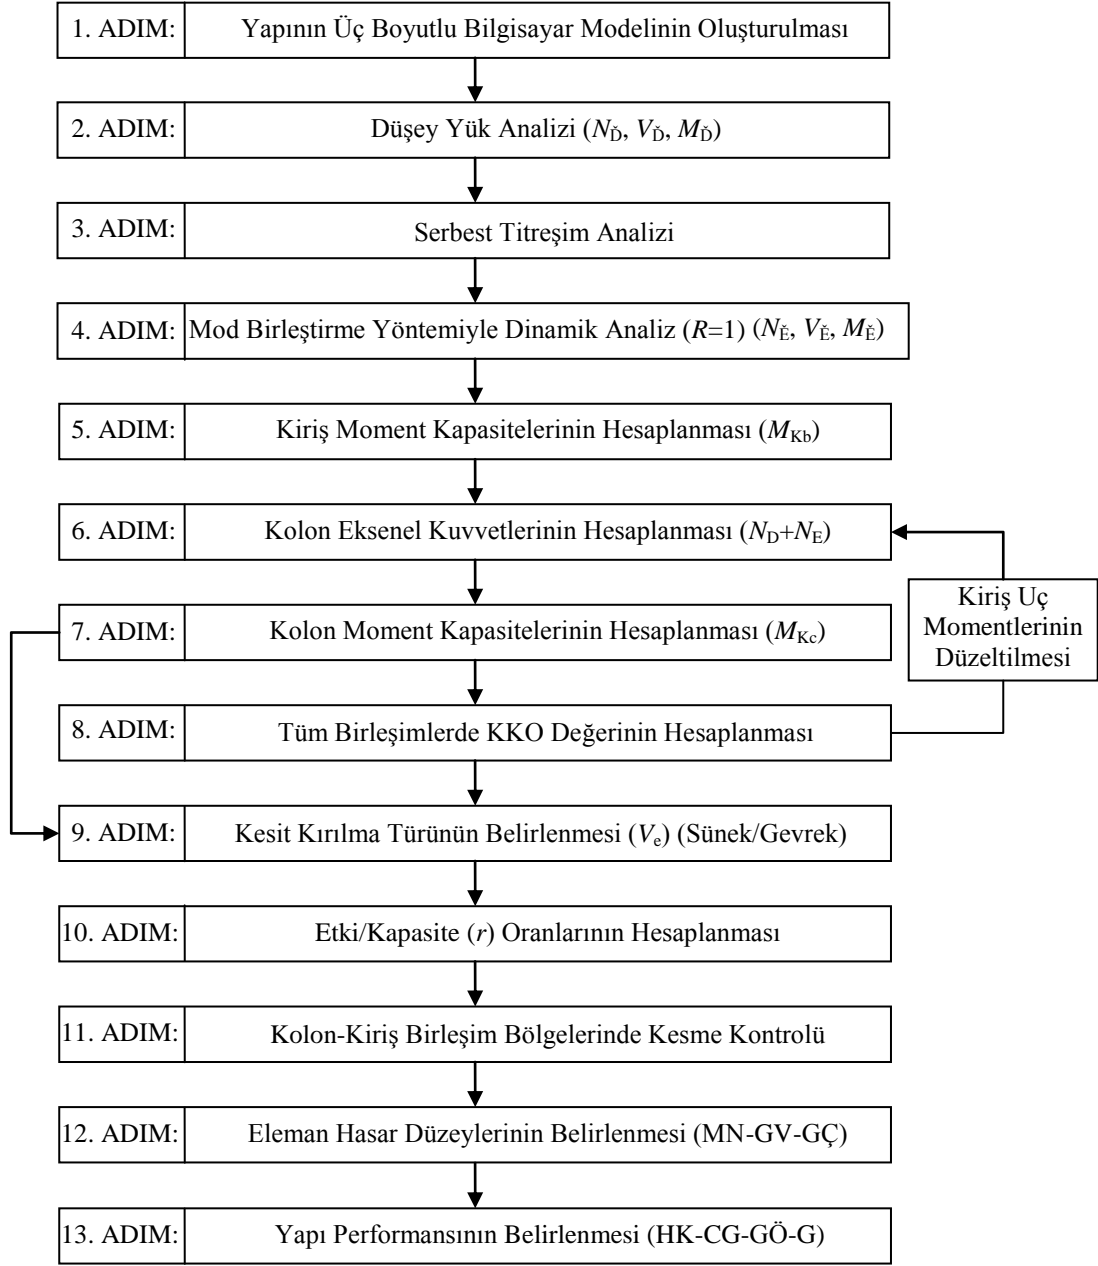 1. ADIM: Yapının Üç Boyutlu Bilgisayar Modelinin Oluşturulması
2. ADIM: Düşey Yük Analizi (NĎ, VĎ, MĎ)
3. ADIM: Serbest Titreşim Analizi
4. ADIM: Mod Birleştirme Yöntemiyle Dinamik Analiz (R=1) (NĚ, VĚ, MĚ)
5. ADIM: Kiriş Moment Kapasitelerinin Hesaplanması (MKb)
6. ADIM: Kolon Eksenel Kuvvetlerinin Hesaplanması (ND+NE)
7. ADIM: Kolon Moment Kapasitelerinin Hesaplanması (MKc)
Kiriş Uç
Momentlerinin
Düzeltilmesi
8. ADIM: Tüm Birleşimlerde KKO Değerinin Hesaplanması
9. ADIM: Kesit Kırılma Türünün Belirlenmesi (Ve) (Sünek/Gevrek)
10. ADIM: Etki/Kapasite (r) Oranlarının Hesaplanması
11. ADIM: Kolon-Kiriş Birleşim Bölgelerinde Kesme Kontrolü
12. ADIM: Eleman Hasar Düzeylerinin Belirlenmesi (MN-GV-GÇ)
13. ADIM: Yapı Performansının Belirlenmesi (HK-CG-GÖ-G)